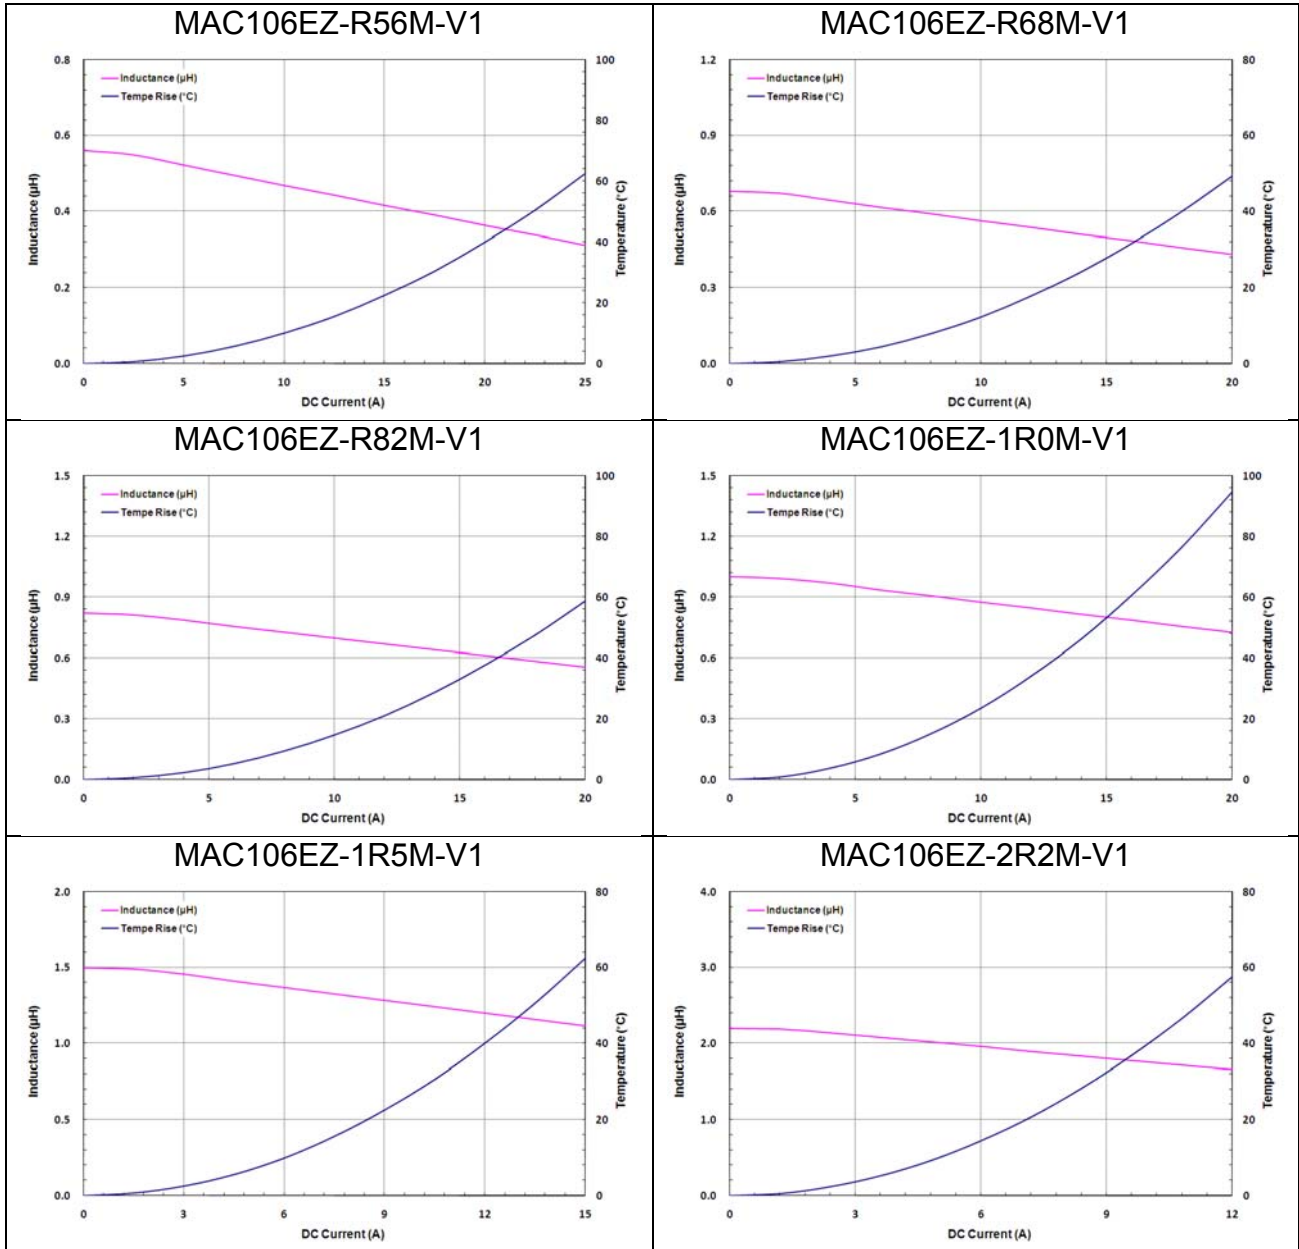 MAC106EZ-R56M-V1
0.8
0.6
0.4
0.2
0.0
Inductance (µH)
Inductance (µH)
Tempe Rise (°C)
100
80
60
40
20
0
Temperature (°C)
0 5 10 15 20 25
DC Current (A)
MAC106EZ-R68M-V1
1.2
0.9
0.6
0.3
0.0
Inductance (µH)
Inductance (µH)
Tempe Rise (°C)
80
60
40
20
0
Temperature (°C)
0 5 10 15 20
DC Current (A)
MAC106EZ-R82M-V1
1.5
1.2
0.9
0.6
0.3
0.0
Inductance (µH)
Inductance (µH)
Tempe Rise (°C)
100
80
60
40
20
0
Temperature (°C)
0 5 10 15 20
DC Current (A)
MAC106EZ-1R0M-V1
1.5
1.2
0.9
0.6
0.3
0.0
Inductance (µH)
Inductance (µH)
Tempe Rise (°C)
100
80
60
40
20
0
Temperature (°C)
0 5 10 15 20
DC Current (A)
MAC106EZ-1R5M-V1
2.0
1.5
1.0
0.5
0.0
Inductance (µH)
Inductance (µH)
Tempe Rise (°C)
80
60
40
20
0
Temperature (°C)
0 3 6 9 12 15
DC Current (A)
MAC106EZ-2R2M-V1
4.0
3.0
2.0
1.0
0.0
Inductance (µH)
Inductance (µH)
Tempe Rise (°C)
80
60
40
20
0
Temperature (°C)
0 3 6 9 12
DC Current (A)